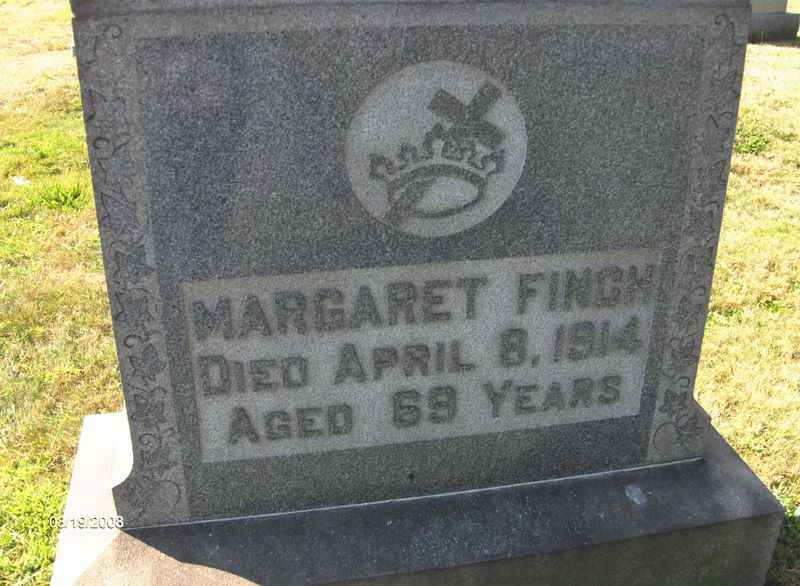 MARGARET FINCH
DIED APRIL 8, 1914
AGED 69 YEARS
08/19/2008